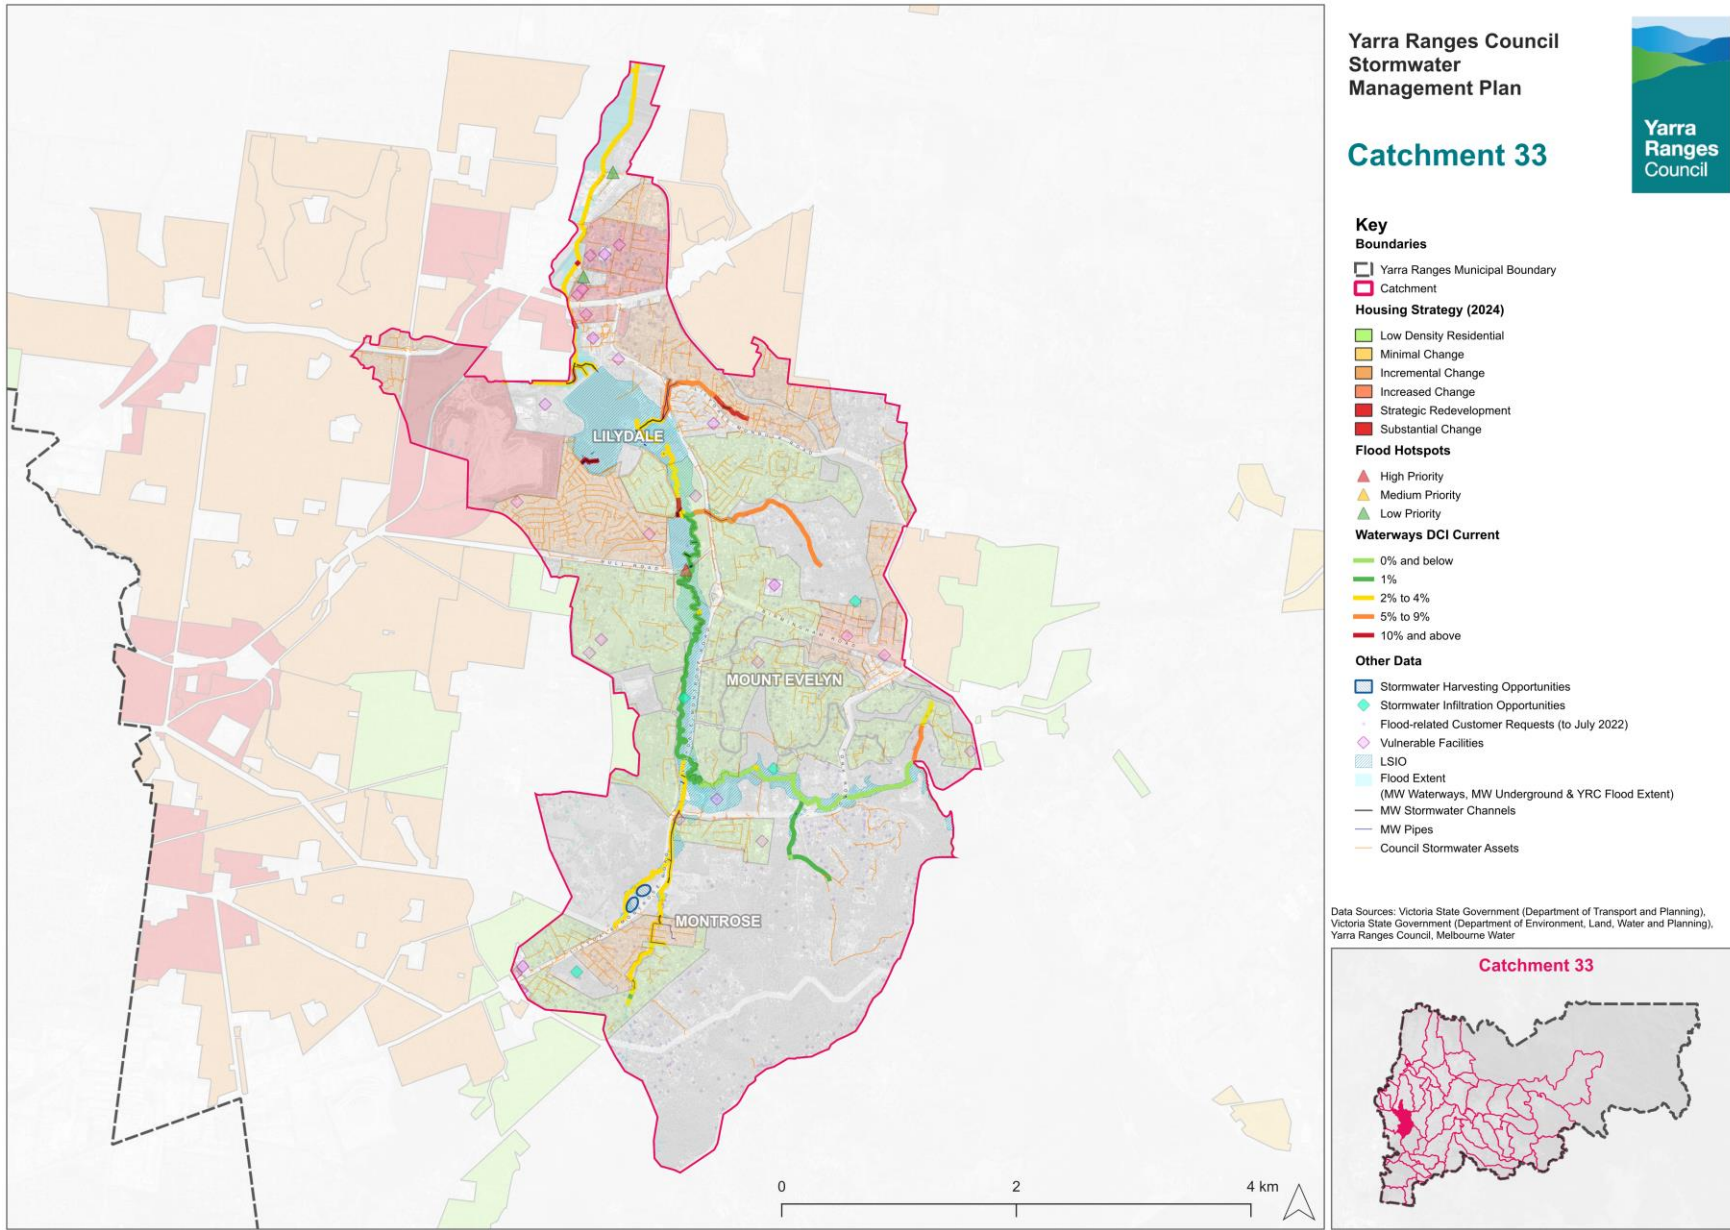 Yarra Ranges Council
Stormwater
Management Plan
Catchment 33
Yarra
Ranges
Council
Key
Boundaries
Yarra Ranges Municipal Boundary
Catchment
Housing Strategy (2024)
Low Density Residential
Minimal Change
Incremental Change
Increased Change
Strategic Redevelopment
Substantial Change
Flood Hotspots
High Priority
Medium Priority
Low Priority
Waterways DCI Current
0% and below
1%
2% to 4%
5% to 9%
10% and above
Other Data
Stormwater Harvesting Opportunities
Stormwater Infiltration Opportunities
Flood-related Customer Requests (to July 2022)
Vulnerable Facilities
LSIO
Flood Extent
(MW Waterways, MW Underground & YRC Flood Extent)
MW Stormwater Channels
MW Pipes
Council Stormwater Assets
Data Sources: Victoria State Government (Department of Transport and Planning),
Victoria State Government (Department of Environment, Land, Water and Planning),
Yarra Ranges Council, Melbourne Water
Catchment 33
LILYDALE
MOUNT EVELYN
MONTROSE
0 2 4 km